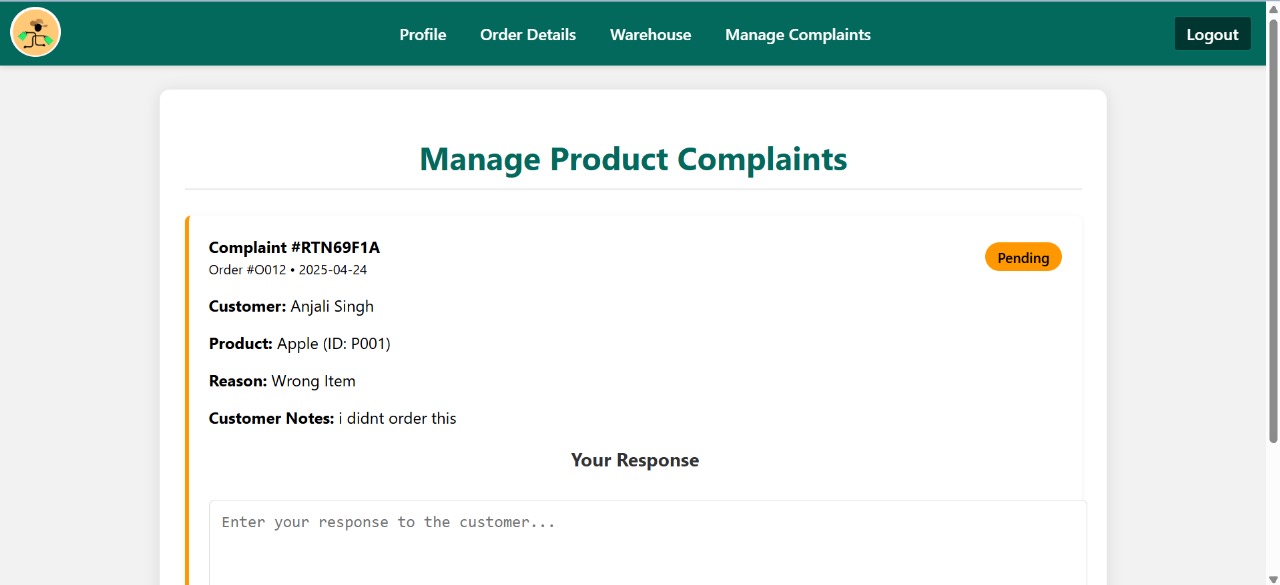 Profile Order Details Warehouse Manage Complaints Logout
Manage Product Complaints
Complaint #RTN69F1A
Pending
Order #O012 • 2025-04-24
Customer: Anjali Singh
Product: Apple (ID: P001)
Reason: Wrong Item
Customer Notes: i didnt order this
Your Response
Enter your response to the customer...